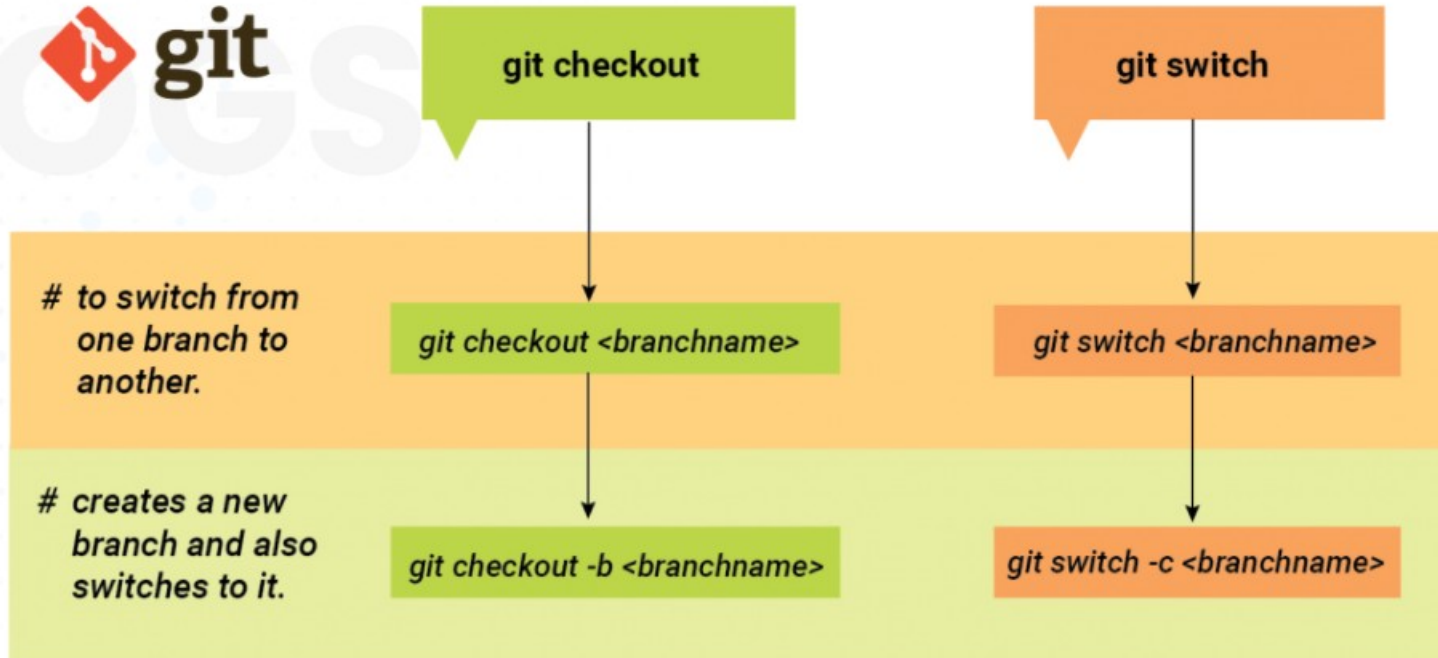 OGS
git
git checkout
git switch
# to switch from
one branch to
another.
git checkout <branchname>
git switch <branchname>
# creates a new
branch and also
switches to it.
git checkout -b <branchname>
git switch -c <branchname>